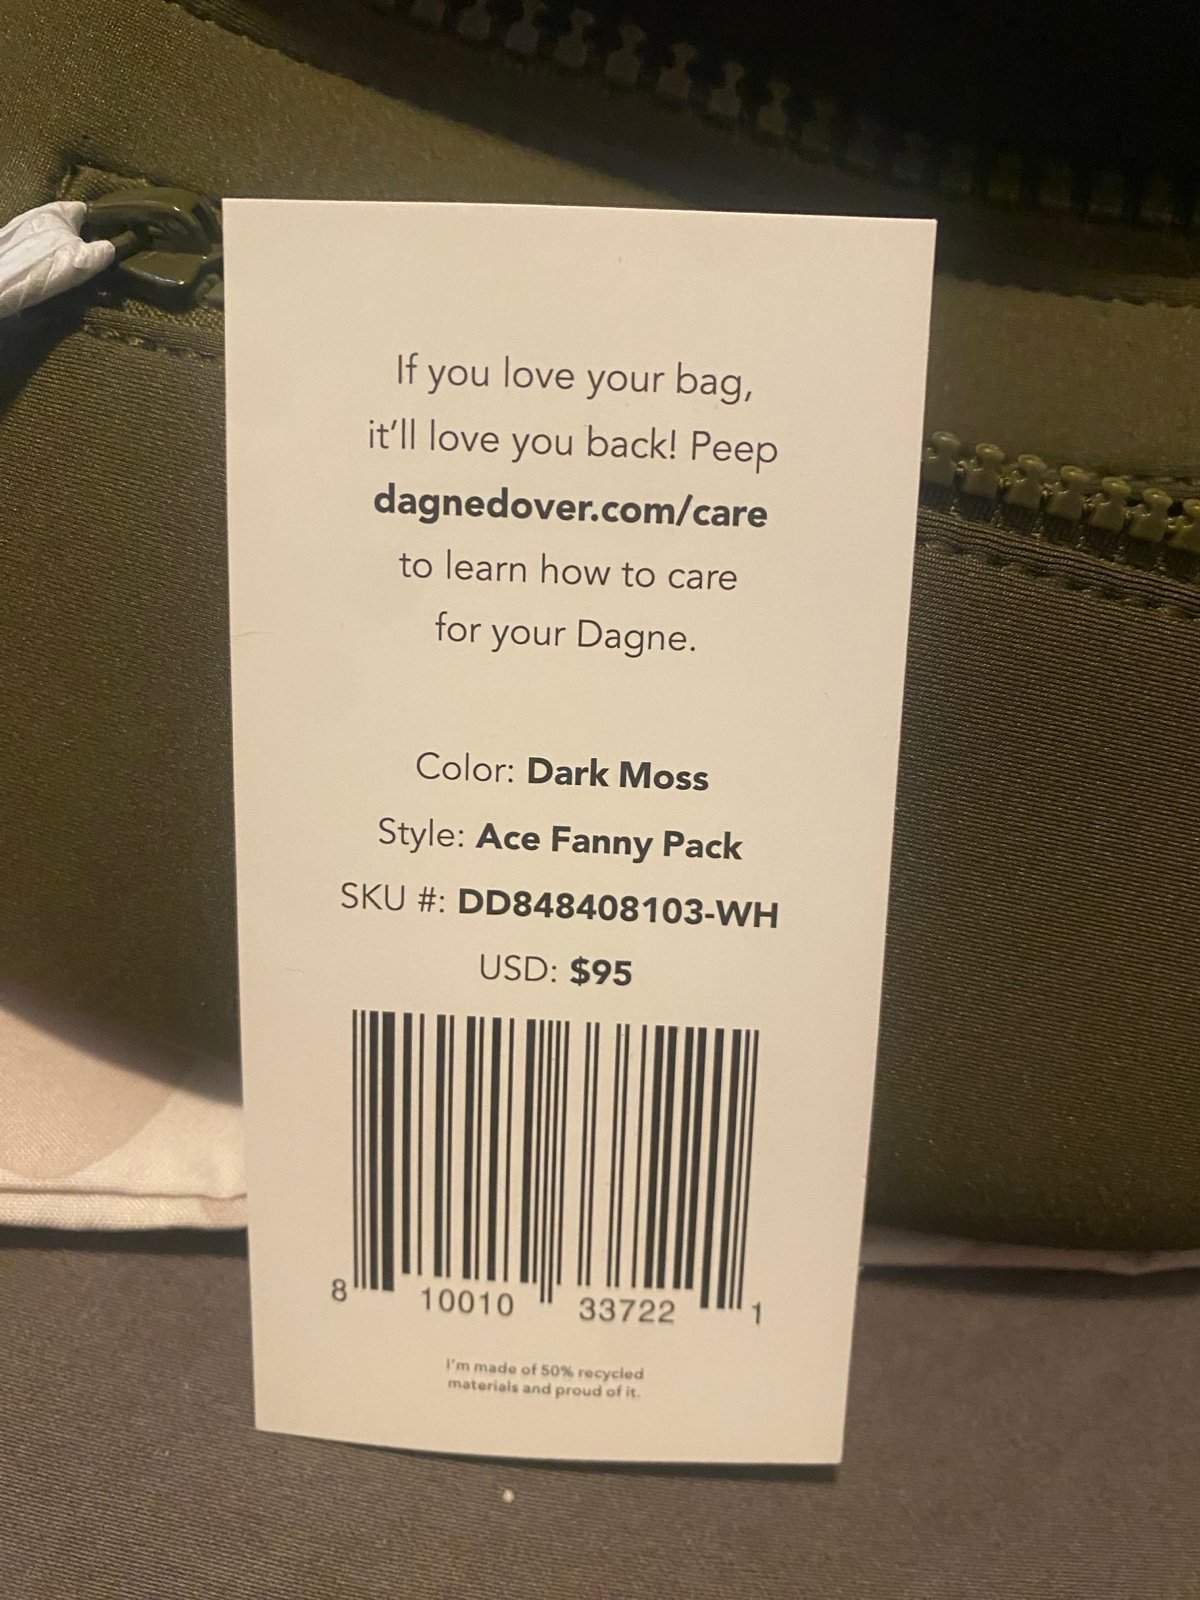 If you love your bag,
it'll love you back! Peep
dagnedover.com/care
to learn how to care
for your Dagne.
Color: Dark Moss
Style: Ace Fanny Pack
SKU #: DD848408103-WH
USD: $95
8 10010 33722 1
I'm made of 50% recycled
materials and proud of it.